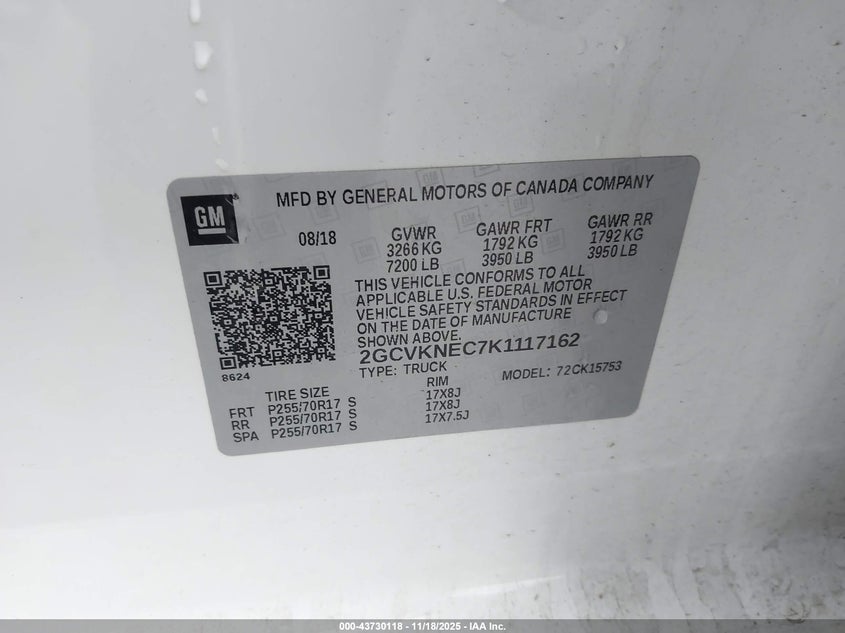 GM
MFD BY GENERAL MOTORS OF CANADA COMPANY
08/18 GVWR GAWR FRT GAWR RR
3266 KG 1792 KG 1792 KG
7200 LB 3950 LB 3950 LB
THIS VEHICLE CONFORMS TO ALL
APPLICABLE U.S. FEDERAL MOTOR
VEHICLE SAFETY STANDARDS IN EFFECT
ON THE DATE OF MANUFACTURE
SHOWN ABOVE.
2GCVKNEC7K1117162
8624
TYPE: TRUCK MODEL: 72CK15753
TIRE SIZE RIM
FRT P255/70R17 S 17X8J
RR P255/70R17 S 17X8J
SPA P255/70R17 S 17X7.5J
000-43730118 - 11/18/2025 - IAA Inc.